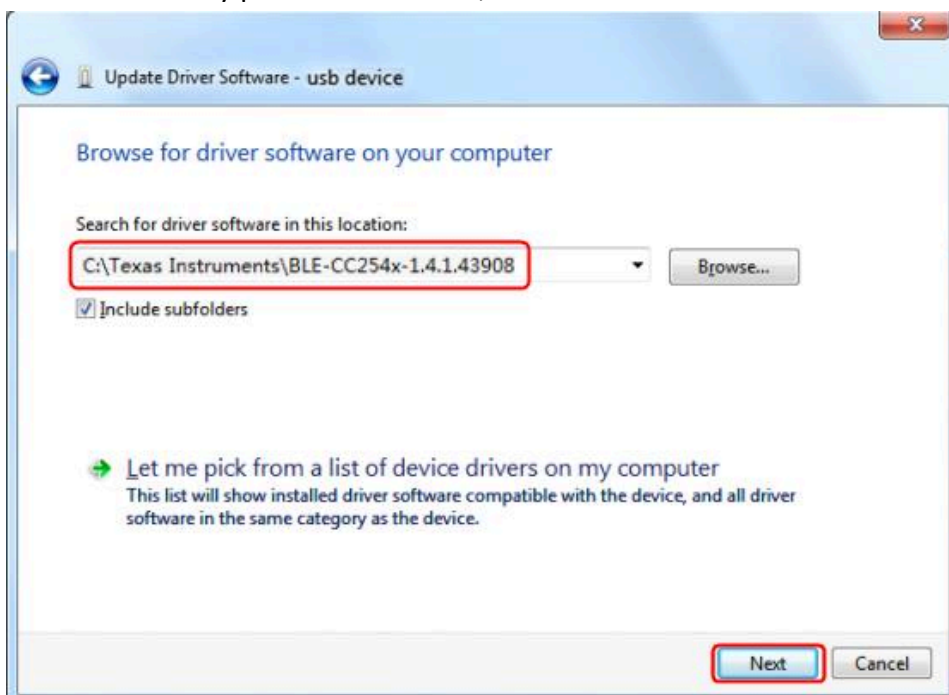 Update Driver Software - usb device
Browse for driver software on your computer
Search for driver software in this location:
C:\Texas Instruments\BLE-CC254x-1.4.1.43908
Browse...
Include subfolders
Let me pick from a list of device drivers on my computer
This list will show installed driver software compatible with the device, and all driver
software in the same category as the device.
Next
Cancel